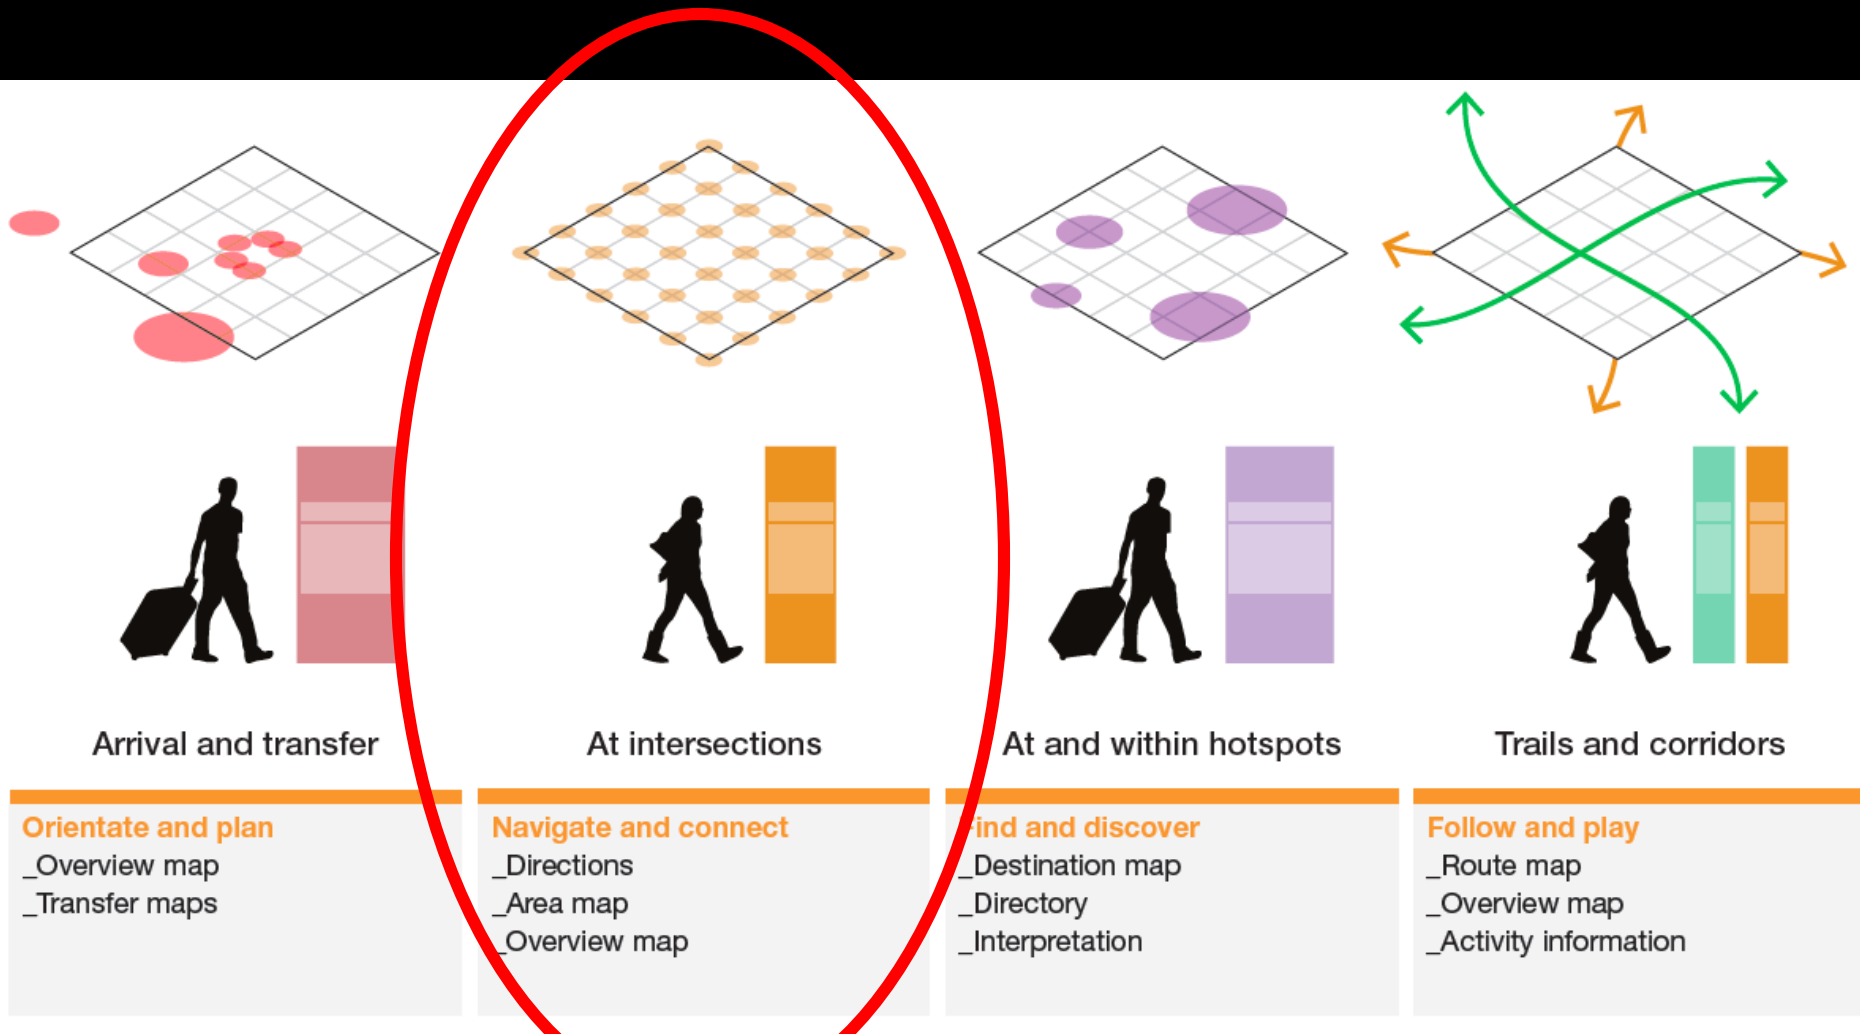 Arrival and transfer
Orientate and plan
_Overview map
_Transfer maps
At intersections
Navigate and connect
_Directions
_Area map
_Overview map
At and within hotspots
Find and discover
_Destination map
_Directory
_Interpretation
Trails and corridors
Follow and play
_Route map
_Overview map
_Activity information